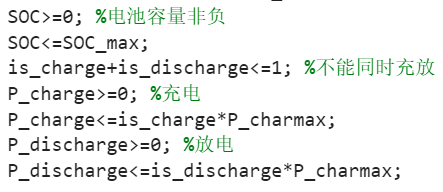 SOC>=0; %电池容量非负
SOC<=SOC_max;
is_charge+is_discharge<=1; %不能同时充放
P_charge>=0; %充电
P_charge<=is_charge*P_charmax;
P_discharge>=0; %放电
P_discharge<=is_discharge*P_charmax;